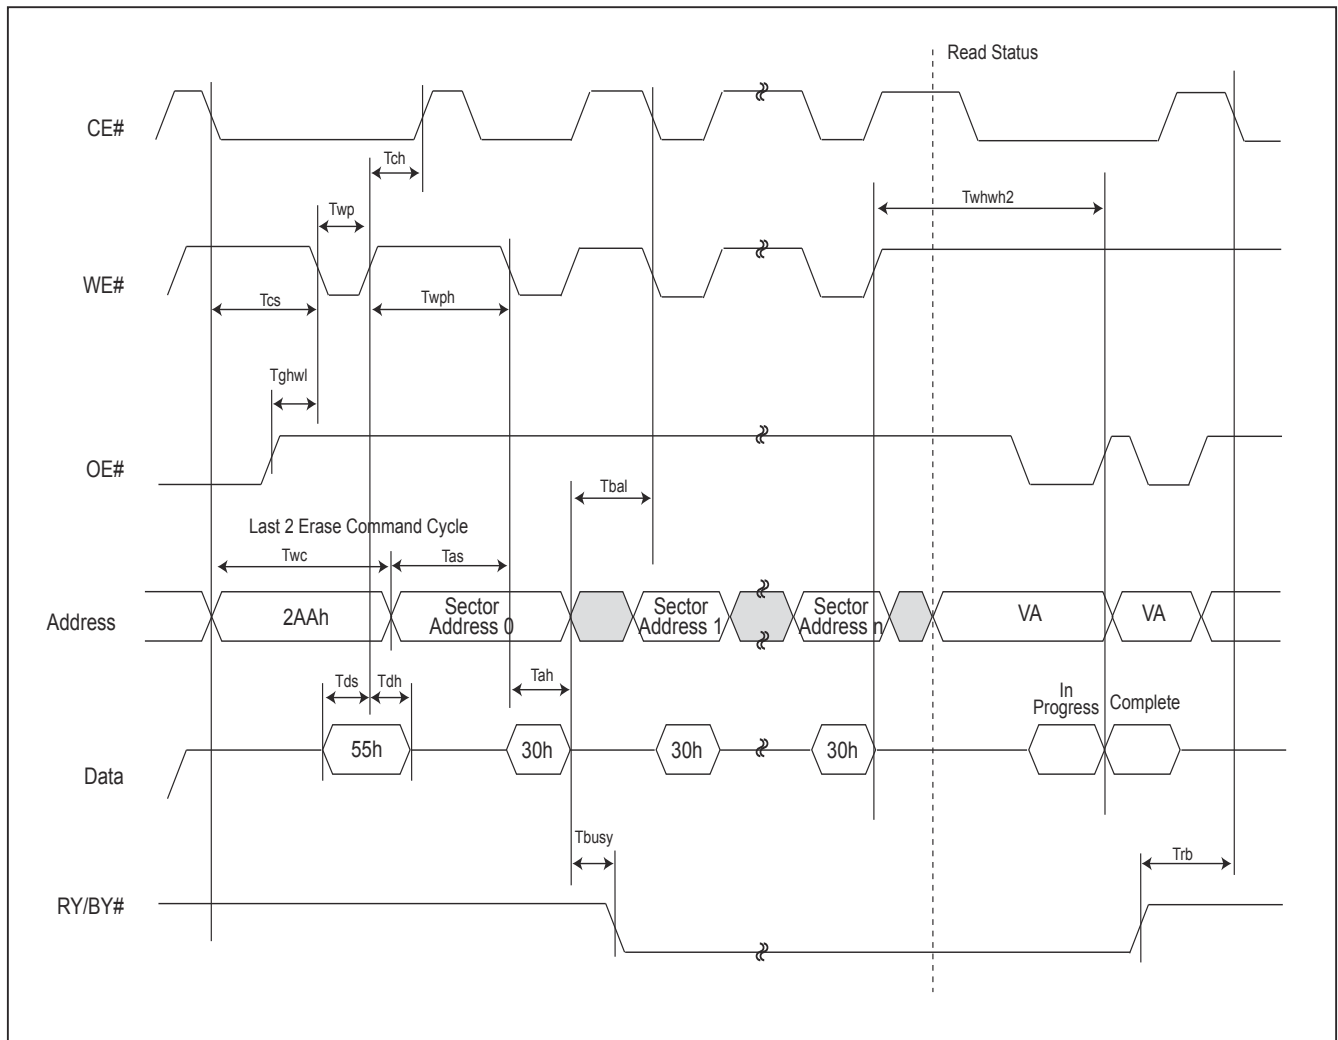 Read Status
CE#
Tch
Twp
Twhwh2
WE#
Tcs
Twph
Tghwl
OE#
Tbal
Last 2 Erase Command Cycle
Twc
Tas
Address
2AAh
Sector
Address 0
Sector
Address 1
Sector
Address n
VA
VA
Tds
Tdh
Tah
In
Progress
Complete
Data
55h
30h
30h
30h
Tbusy
Trb
RY/BY#